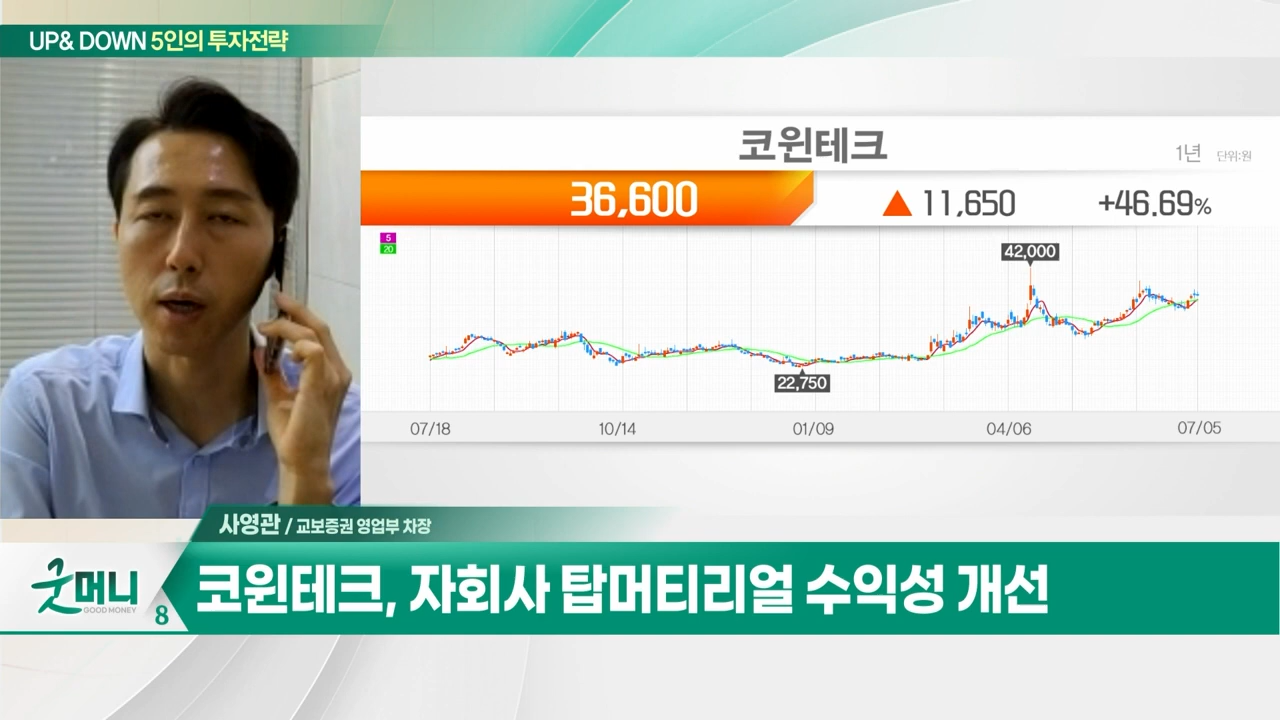 UP& DOWN 5인의 투자전략
코윈테크
1년 단위:원
36,600 ▲ 11,650 +46.69%
5
20
42,000
22,750
07/18 10/14 01/09 04/06 07/05
사영관 / 교보증권 영업부 차장
굿머니
GOOD MONEY
8
코윈테크, 자회사 탑머티리얼 수익성 개선